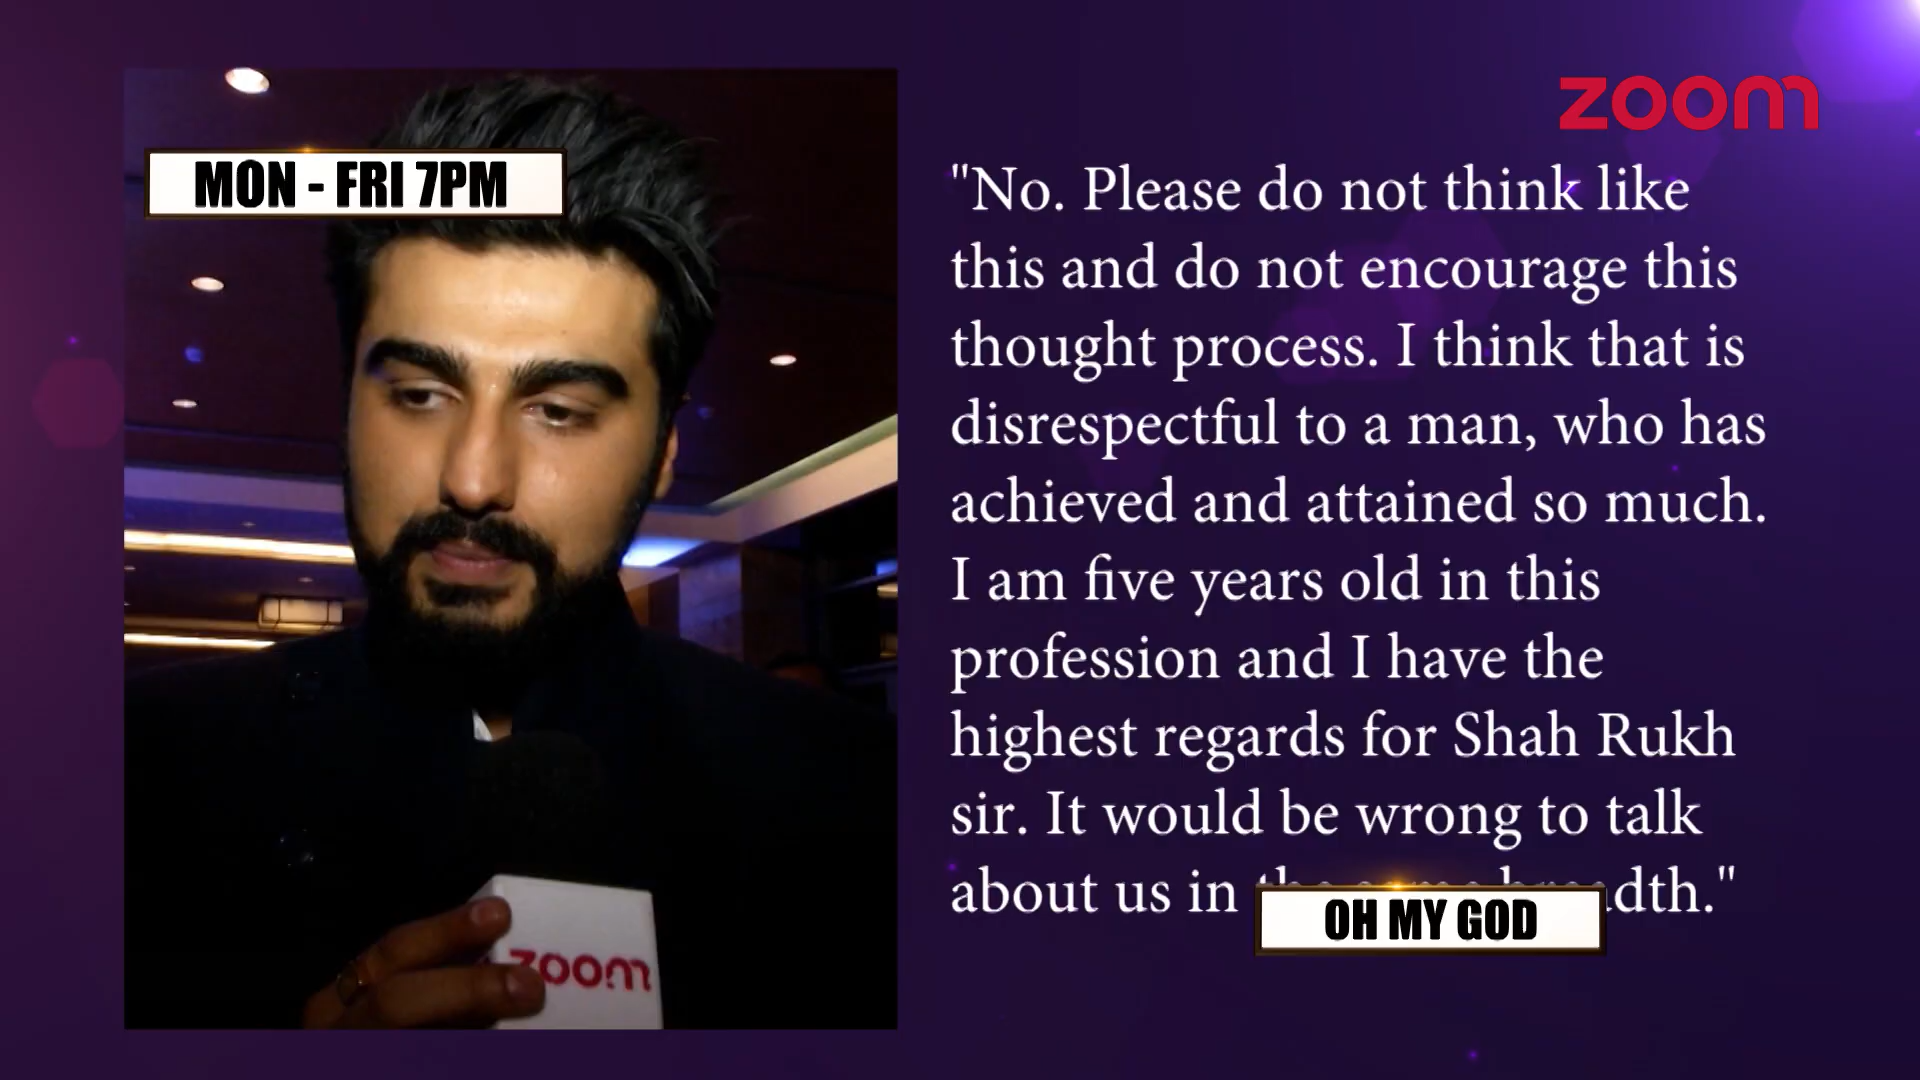 zoom
MON - FRI 7PM
"No. Please do not think like
this and do not encourage this
thought process. I think that is
disrespectful to a man, who has
achieved and attained so much.
I am five years old in this
profession and I have the
highest regards for Shah Rukh
sir. It would be wrong to talk
about us in
OH MY GOD
zoom